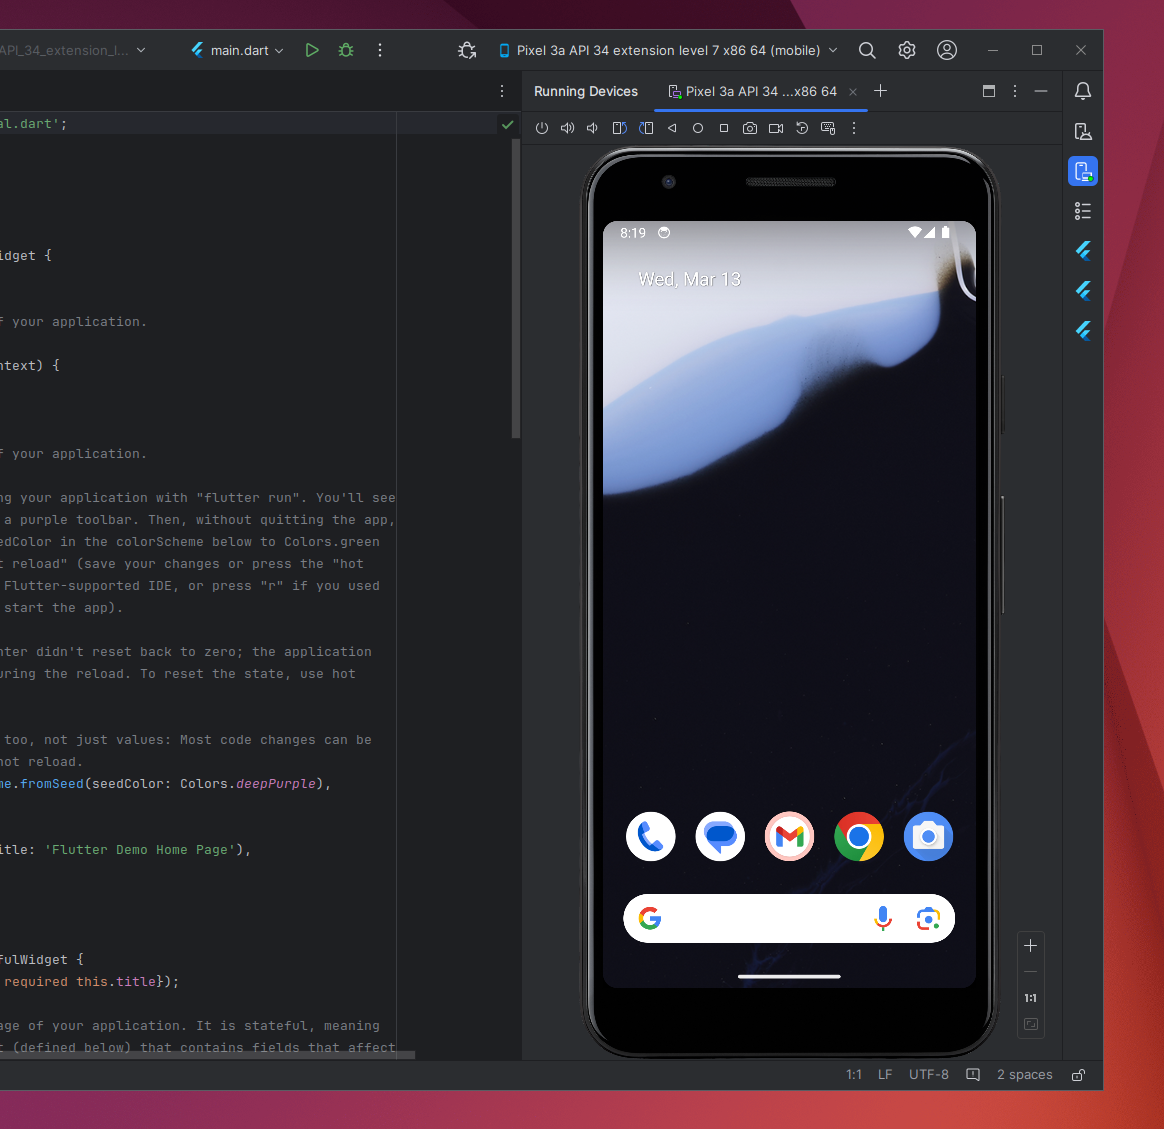 API_34_extension_l...
main.dart
Pixel 3a API 34 extension level 7 x86 64 (mobile)
Running Devices
Pixel 3a API 34 ...x86 64
al.dart';
8:19
Wed, Mar 13
idget {
f your application.
ntext) {
f your application.
ng your application with "flutter run". You'll see
a purple toolbar. Then, without quitting the app,
edColor in the colorScheme below to Colors.green
t reload" (save your changes or press the "hot
Flutter-supported IDE, or press "r" if you used
start the app).
nter didn't reset back to zero; the application
uring the reload. To reset the state, use hot
too, not just values: Most code changes can be
hot reload.
me.fromSeed(seedColor: Colors.deepPurple),
itle: 'Flutter Demo Home Page'),
fulWidget {
required this.title});
age of your application. It is stateful, meaning
t (defined below) that contains fields that affect
1:1
1:1 LF UTF-8 2 spaces